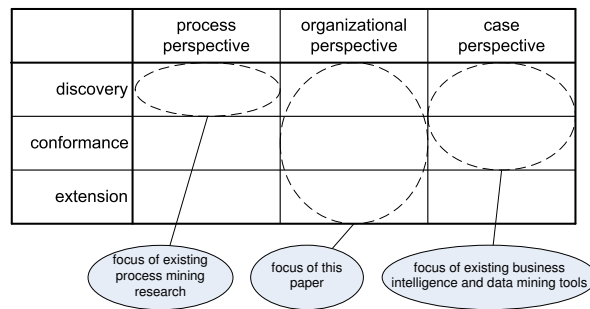 process
perspective
organizational
perspective
case
perspective
discovery
conformance
extension
focus of existing
process mining
research
focus of this
paper
focus of existing business
intelligence and data mining tools